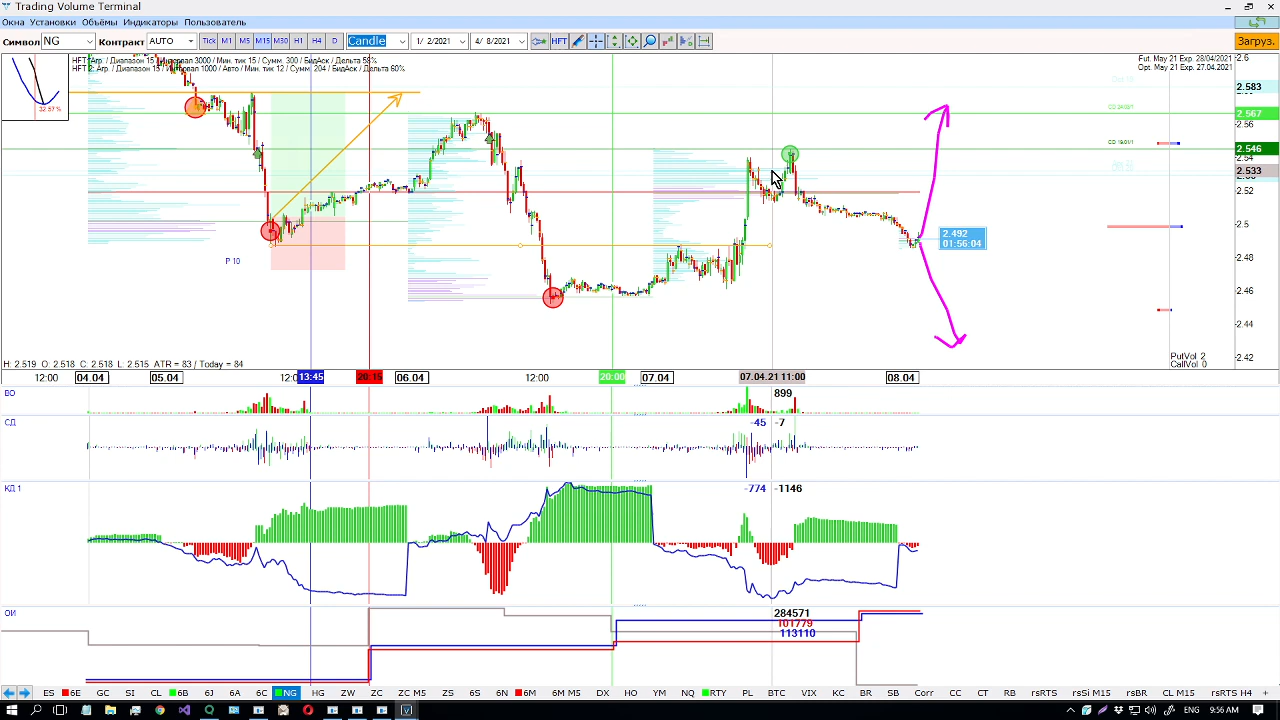 Trading Volume Terminal
Окна Установки Объёмы Индикаторы Пользователь
Символ NG Контракт AUTO Tick M1 M5 M15 M30 H1 H4 D Candle 1/ 2/2021 4/ 8/2021 HFT Загруз.
HFT Агр. / Диапазон 15 / Интервал 3000 / Мин. тик 15 / Сумм. 300 / БидАск / Дельта 58%
Агр. / Диапазон 15 / Интервал 1000 / Авто / Мин. тик 12 / Сумм. 204 / БидАск / Дельта 60%
Fut. May 21 Exp. 28/04/2021
Opt. May 21 Exp. 27.04.2021
32.57%
2.6
2.583
2.567
2.56
2.546
2.54
2.533
2.52
2.5
2.48
2.46
2.44
2.42
2.492
01:56:04
P 10
PutVol 2
CallVol 0
H: 2.519 O: 2.518 C: 2.518 L: 2.515 ATR = 83 / Today = 84
12:00 04.04 05.04 12:0 13:45 20:15 06.04 12:00 20:00 07.04 07.04.21 11:00 08.04
ВО 899
СД -45 -7
КД 1 -774 -1146
ОИ 284571
101779
113110
ES 6E GC SI CL 6B 6J 6A 6C NG HG ZW ZC ZC M5 ZS 6S 6N 6M 6M M5 DX HO YM NQ RTY PL BTC VIX KC BR SB Corr CC CT RB rsRTS rsSi M15 rsBR CL M15 rsRTS H4 +
ENG 9:56 AM